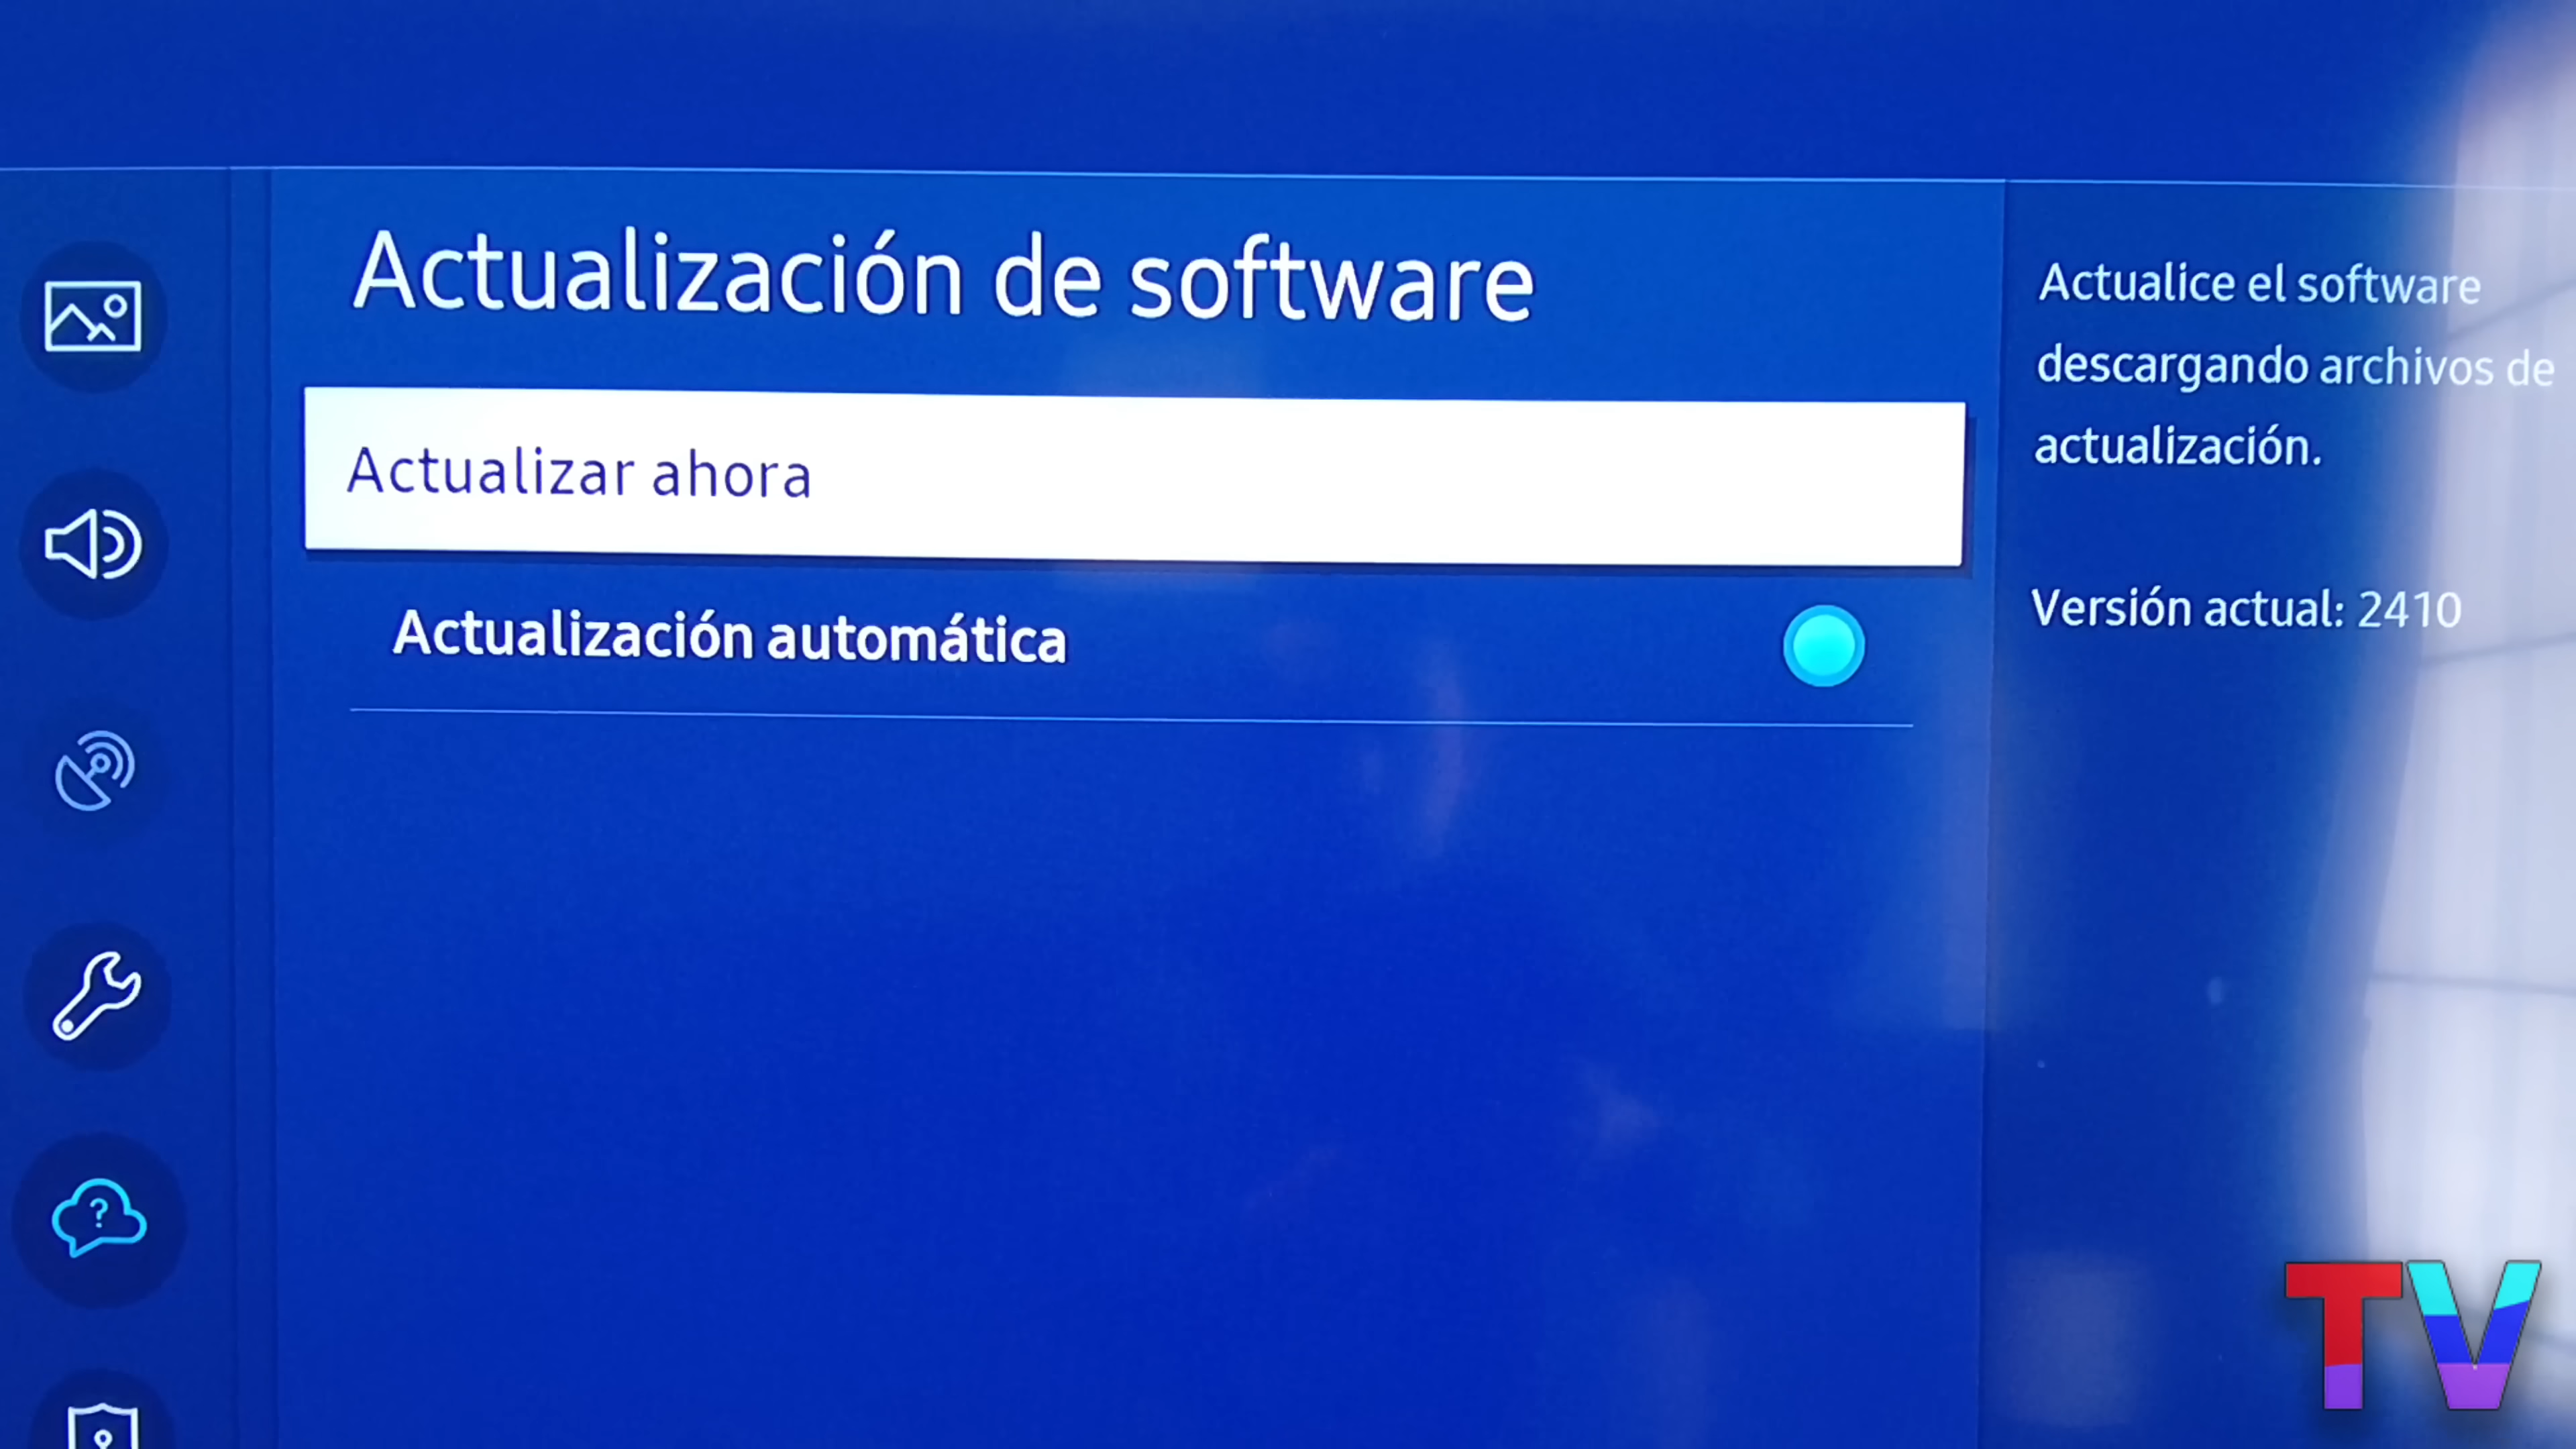 Actualización de software
Actualizar ahora
Actualización automática
Actualice el software
descargando archivos de
actualización.
Versión actual: 2410
?
TV